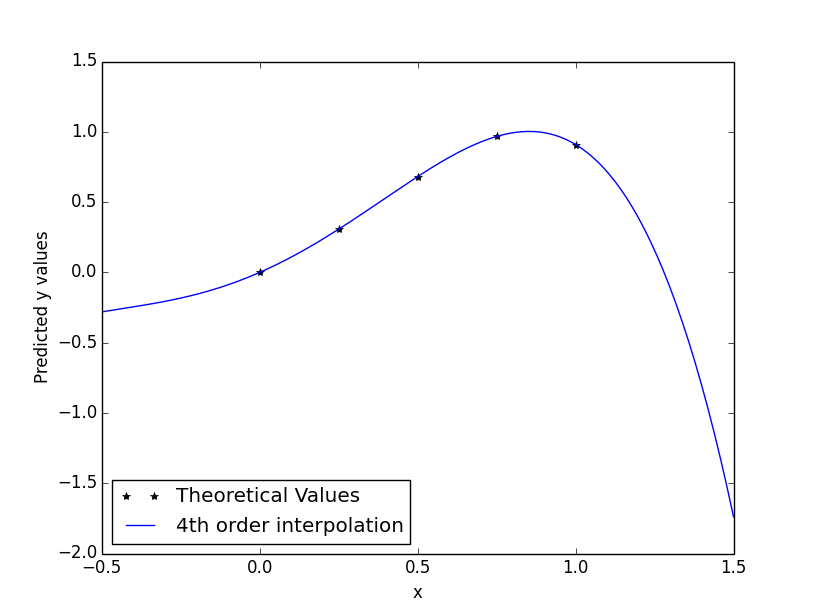 1.5
1.0
0.5
0.0
−0.5
−1.0
−1.5
−2.0
Predicted y values
Theoretical Values
4th order interpolation
−0.5 0.0 0.5 1.0 1.5
x